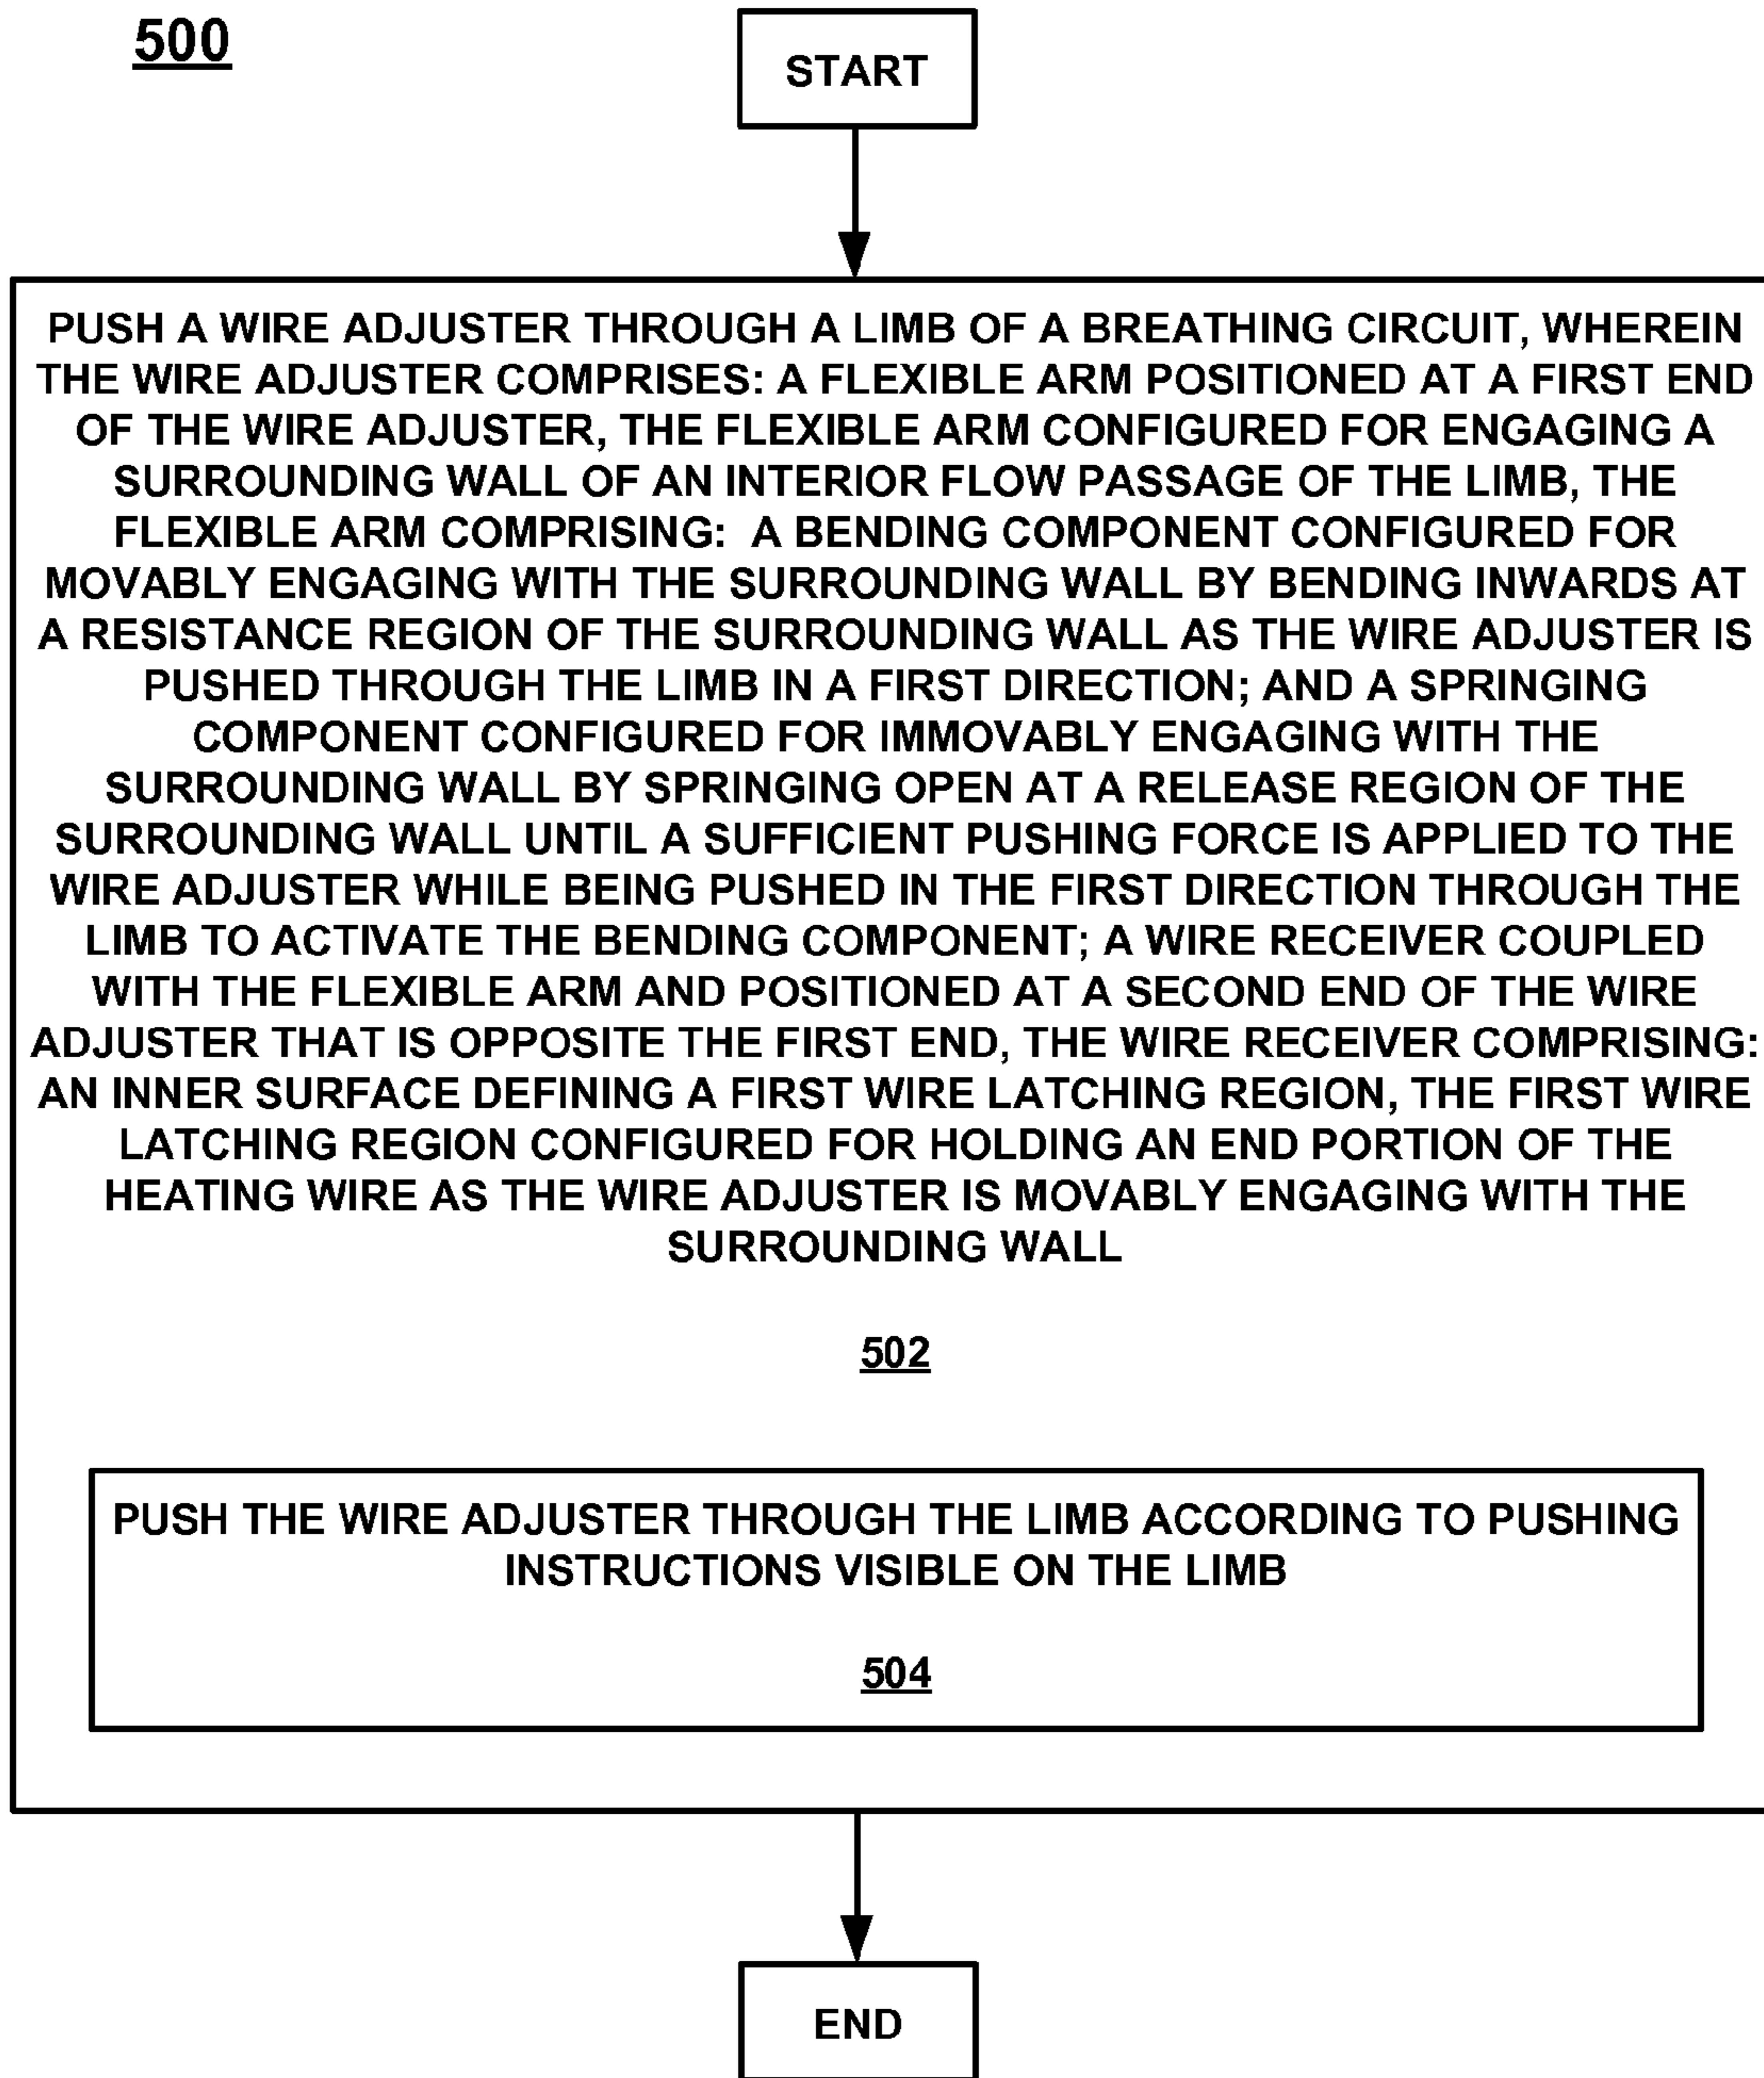 500
START
PUSH A WIRE ADJUSTER THROUGH A LIMB OF A BREATHING CIRCUIT, WHEREIN
THE WIRE ADJUSTER COMPRISES: A FLEXIBLE ARM POSITIONED AT A FIRST END
OF THE WIRE ADJUSTER, THE FLEXIBLE ARM CONFIGURED FOR ENGAGING A
SURROUNDING WALL OF AN INTERIOR FLOW PASSAGE OF THE LIMB, THE
FLEXIBLE ARM COMPRISING: A BENDING COMPONENT CONFIGURED FOR
MOVABLY ENGAGING WITH THE SURROUNDING WALL BY BENDING INWARDS AT
A RESISTANCE REGION OF THE SURROUNDING WALL AS THE WIRE ADJUSTER IS
PUSHED THROUGH THE LIMB IN A FIRST DIRECTION; AND A SPRINGING
COMPONENT CONFIGURED FOR IMMOVABLY ENGAGING WITH THE
SURROUNDING WALL BY SPRINGING OPEN AT A RELEASE REGION OF THE
SURROUNDING WALL UNTIL A SUFFICIENT PUSHING FORCE IS APPLIED TO THE
WIRE ADJUSTER WHILE BEING PUSHED IN THE FIRST DIRECTION THROUGH THE
LIMB TO ACTIVATE THE BENDING COMPONENT; A WIRE RECEIVER COUPLED
WITH THE FLEXIBLE ARM AND POSITIONED AT A SECOND END OF THE WIRE
ADJUSTER THAT IS OPPOSITE THE FIRST END, THE WIRE RECEIVER COMPRISING:
AN INNER SURFACE DEFINING A FIRST WIRE LATCHING REGION, THE FIRST WIRE
LATCHING REGION CONFIGURED FOR HOLDING AN END PORTION OF THE
HEATING WIRE AS THE WIRE ADJUSTER IS MOVABLY ENGAGING WITH THE
SURROUNDING WALL
502
PUSH THE WIRE ADJUSTER THROUGH THE LIMB ACCORDING TO PUSHING
INSTRUCTIONS VISIBLE ON THE LIMB
504
END